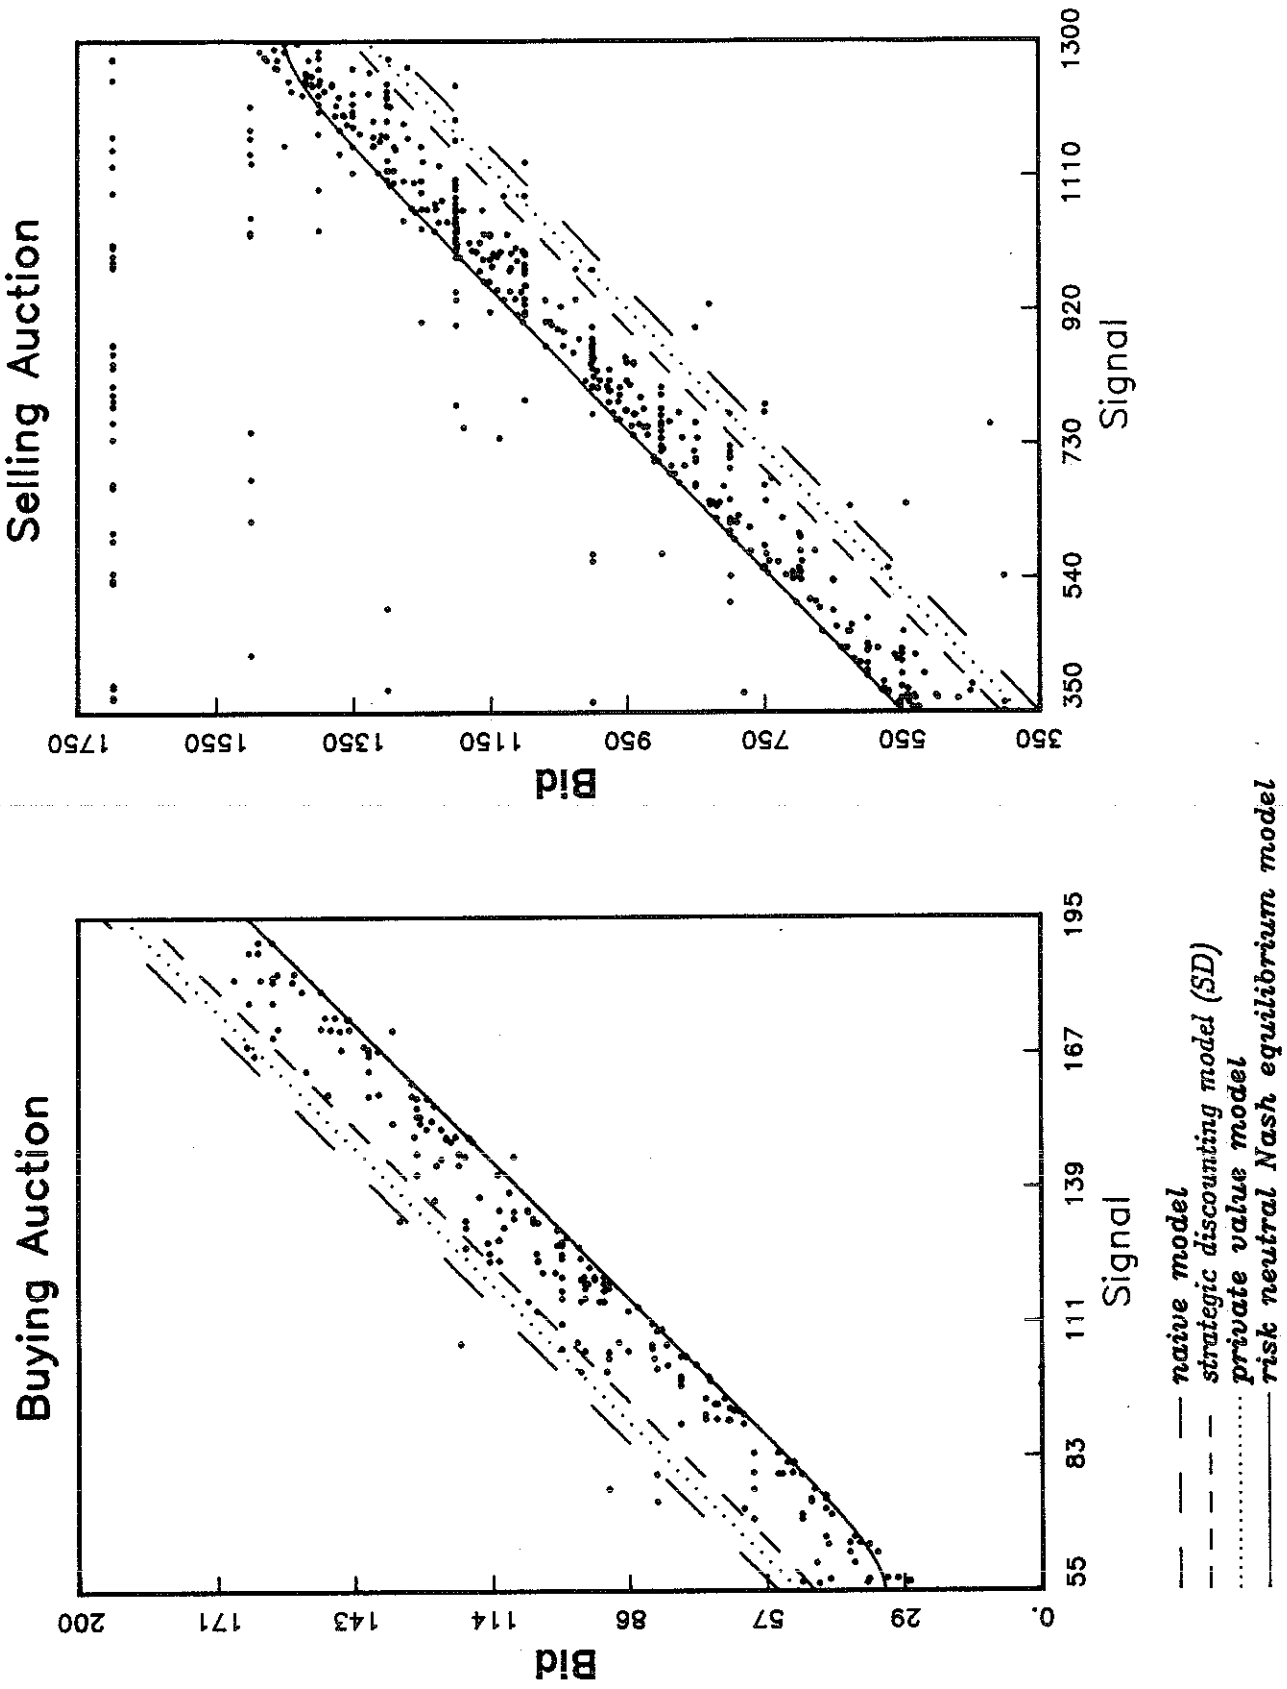 Buying Auction
Bid
200
171
143
114
86
57
29
0.
55
83
111
139
167
195
Signal
Selling Auction
Bid
1750
1550
1350
1150
950
750
550
350
350
540
730
920
1110
1300
Signal
naive model
strategic discounting model (SD)
private value model
risk neutral Nash equilibrium model